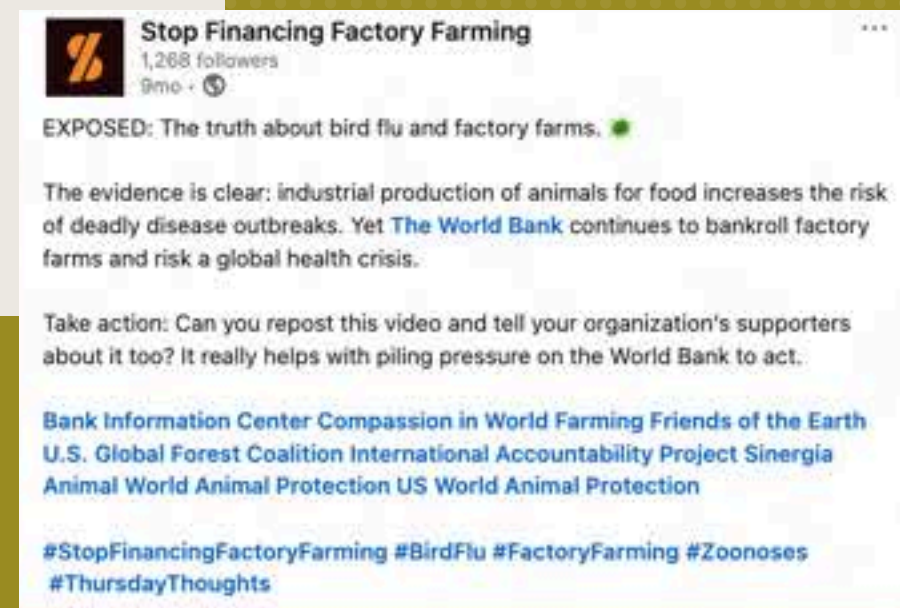 Stop Financing Factory Farming
1,268 followers
9mo •
EXPOSED: The truth about bird flu and factory farms.
The evidence is clear: industrial production of animals for food increases the risk
of deadly disease outbreaks. Yet The World Bank continues to bankroll factory
farms and risk a global health crisis.
Take action: Can you repost this video and tell your organization's supporters
about it too? It really helps with piling pressure on the World Bank to act.
Bank Information Center Compassion in World Farming Friends of the Earth
U.S. Global Forest Coalition International Accountability Project Sinergia
Animal World Animal Protection US World Animal Protection
#StopFinancingFactoryFarming #BirdFlu #FactoryFarming #Zoonoses
#ThursdayThoughts